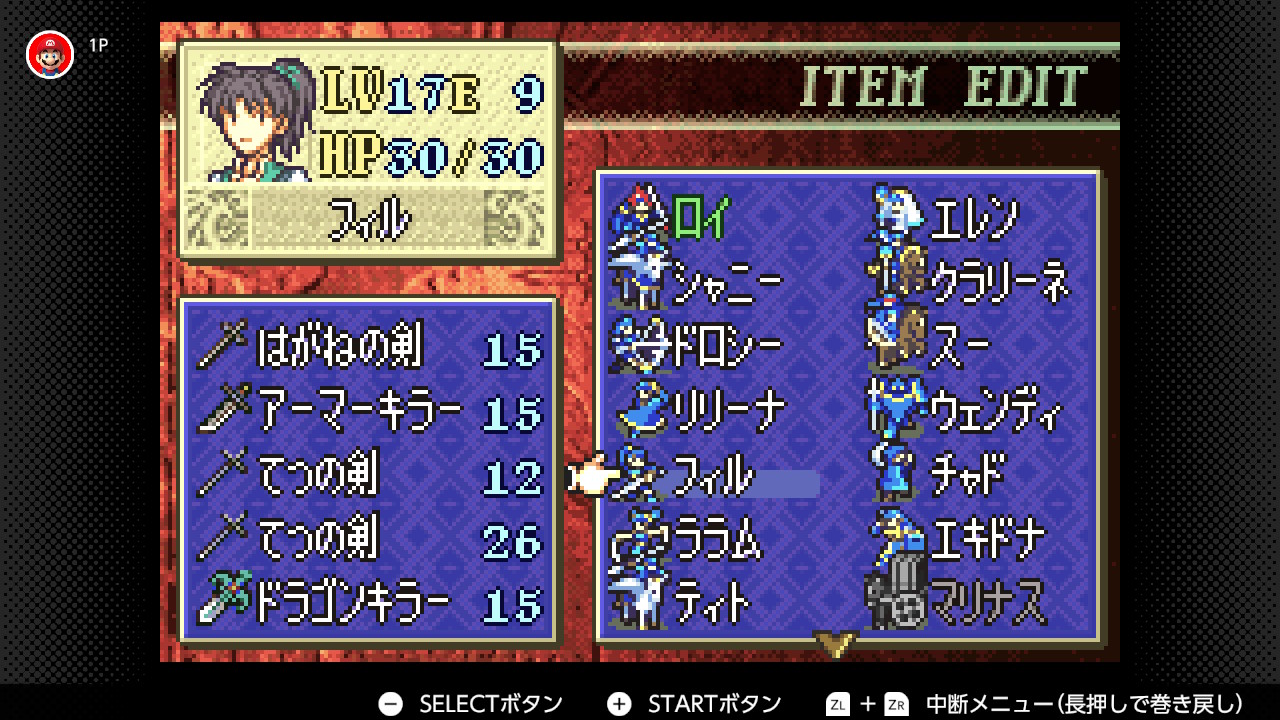 1P
ITEM EDIT
LV17E 9
HP30/30
フィル
はがねの剣 15
アーマーキラー 15
てつの剣 12
てつの剣 26
ドラゴンキラー 15
ロイ エレン
シャニー クラリーネ
ドロシー スー
リリーナ ウェンディ
フィル チャド
ララム エキドナ
ティト マリナス
− SELECTボタン + STARTボタン ZL + ZR 中断メニュー(長押しで巻き戻し)